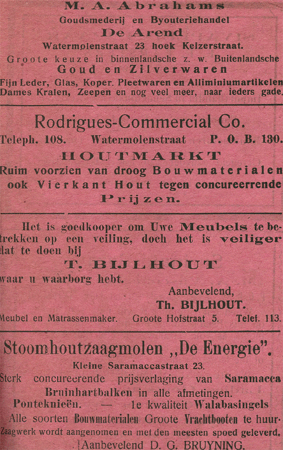 M. A. Abrahams
Goudsmederij en Byouteriehandel
De Arend
Watermolenstraat 23 hoek Keizerstraat.
Groote keuze in binnenlandsche z. w. Buitenlandsche
Goud en Zilverwaren
Fijn Leder, Glas, Koper, Pleetwaren en Alliminiumartikelen
Dames Kralen, Zeepen en nog veel meer, naar ieders gade.
Rodrigues-Commercial Co.
Teleph. 108. Watermolenstraat P. O. B. 130.
HOUTMARKT
Ruim voorzien van droog Bouwmaterialen
ook Vierkant Hout tegen concureerrende
Prijzen.
Het is goedkooper om Uwe Meubels te be-
trekken op een veiling, doch het is veiliger
dat te doen bij
T. BIJLHOUT
waar u waarborg hebt.
Aanbevelend,
Th. BIJLHOUT.
Meubel en Matrassenmaker. Groote Hofstraat 5. Telef. 113.
Stoomhoutzaagmolen „De Energie".
Kleine Saramaccastraat 23.
Sterk concureerende prijsverlaging van Saramacca
Bruinhartbalken in alle afmetingen.
Ponteknieën. — 1e kwaliteit Walabasingels
Alle soorten Bouwmaterialen Groote Vrachtbooten te huur-
Zaagwerk wordt aangenomen en met den meesten spoed geleverd,
Aanbevelend D. G. BRUYNING.